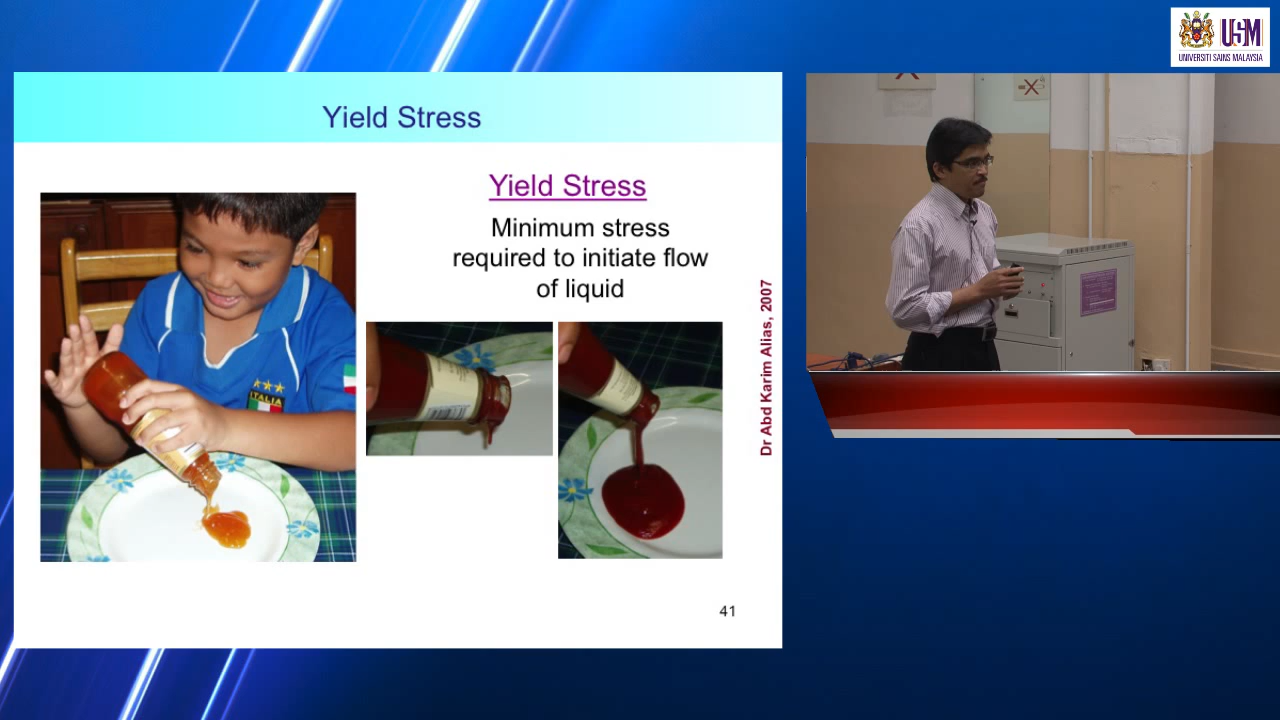 USM
UNIVERSITI SAINS MALAYSIA
Yield Stress
Yield Stress
Minimum stress
required to initiate flow
of liquid
ITALIA
Dr Abd Karim Alias, 2007
41